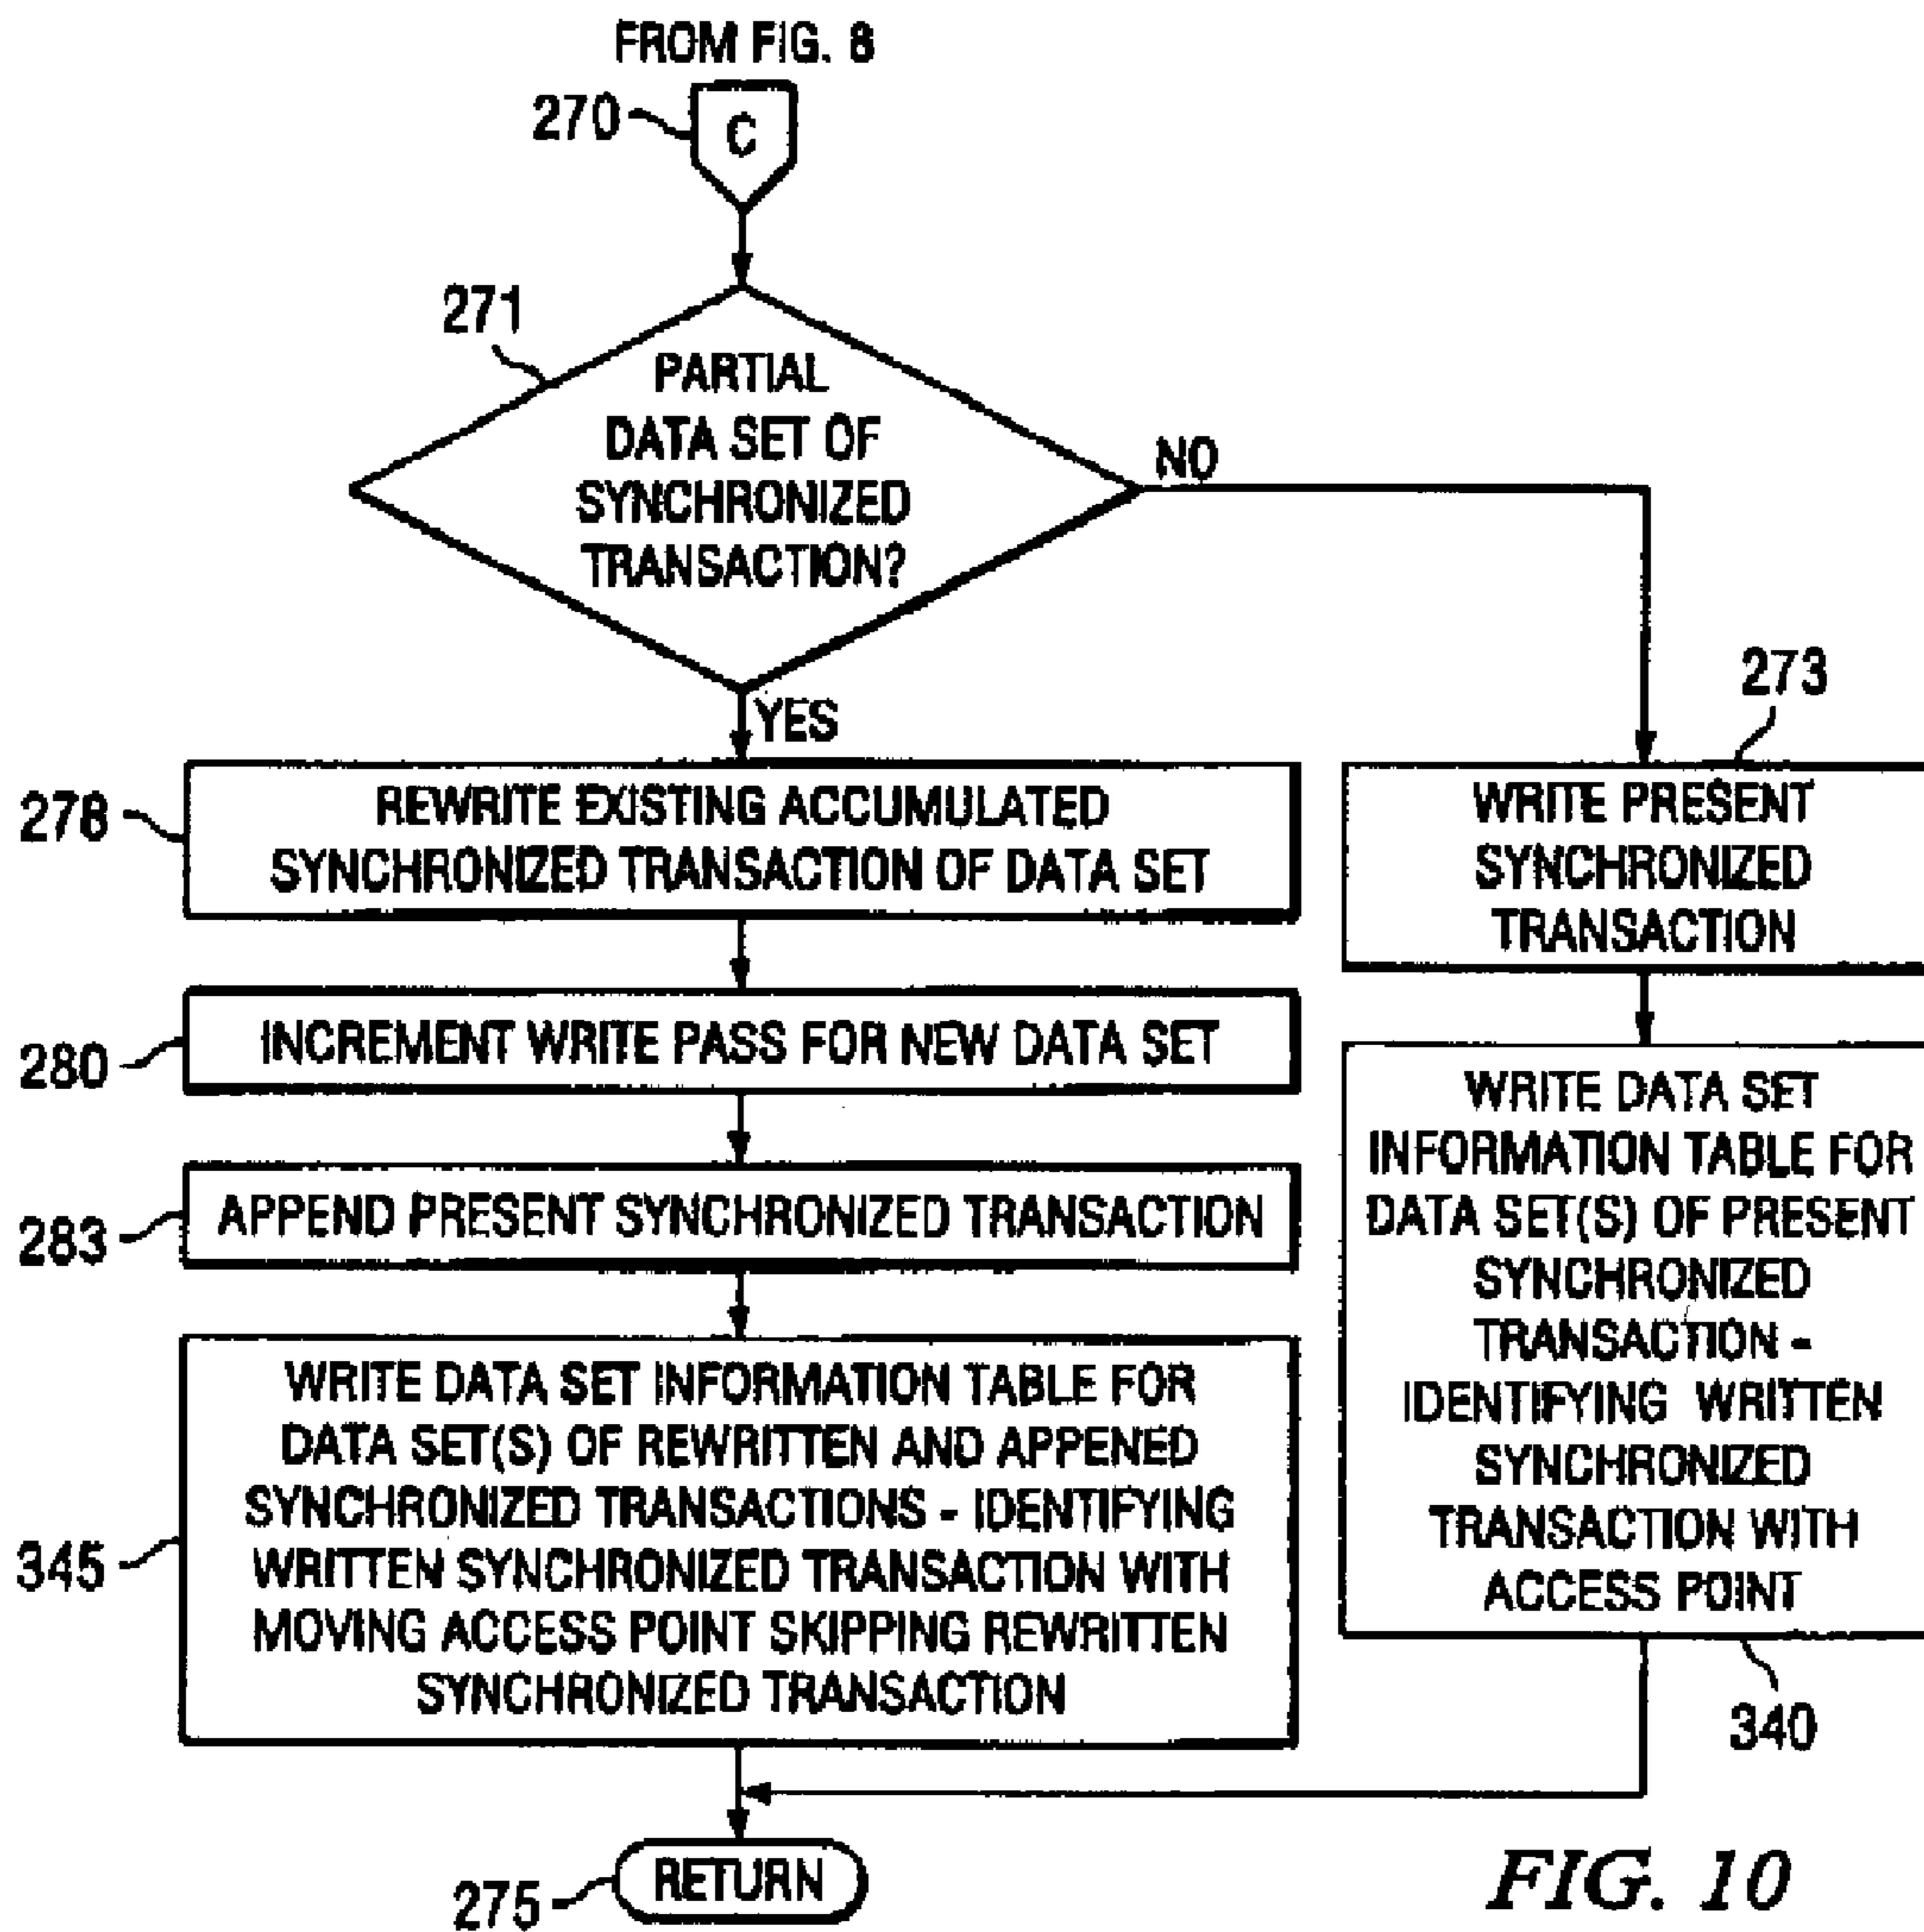 FROM FIG. 8
270
C
271
PARTIAL
DATA SET OF
SYNCHRONIZED
TRANSACTION?
NO
YES
273
278
REWRITE EXISTING ACCUMULATED
SYNCHRONIZED TRANSACTION OF DATA SET
WRITE PRESENT
SYNCHRONIZED
TRANSACTION
280
INCREMENT WRITE PASS FOR NEW DATA SET
283
APPEND PRESENT SYNCHRONIZED TRANSACTION
WRITE DATA SET
INFORMATION TABLE FOR
DATA SET(S) OF PRESENT
SYNCHRONIZED
TRANSACTION -
IDENTIFYING WRITTEN
SYNCHRONIZED
TRANSACTION WITH
ACCESS POINT
345
WRITE DATA SET INFORMATION TABLE FOR
DATA SET(S) OF REWRITTEN AND APPENED
SYNCHRONIZED TRANSACTIONS - IDENTIFYING
WRITTEN SYNCHRONIZED TRANSACTION WITH
MOVING ACCESS POINT SKIPPING REWRITTEN
SYNCHRONIZED TRANSACTION
340
275
RETURN
FIG. 10